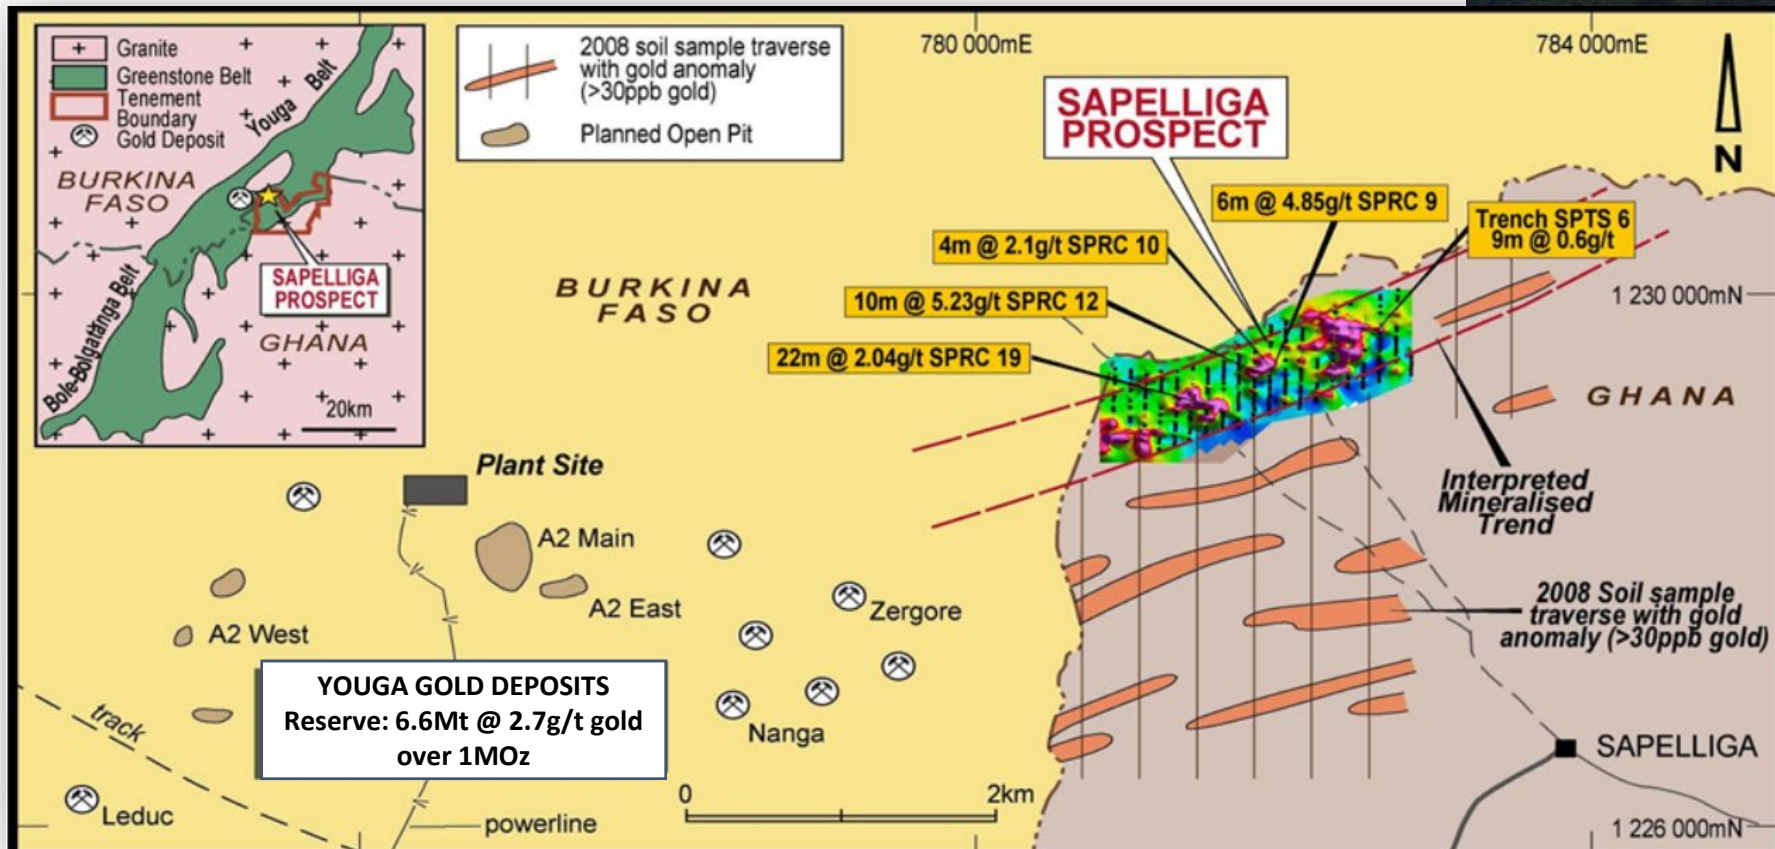 Granite
Greenstone Belt
Tenement
Boundary
Gold Deposit
Youga Belt
BURKINA
FASO
SAPELLIGA
PROSPECT
GHANA
Bole-Bolgatanga Belt
20km
2008 soil sample traverse
with gold anomaly
(>30ppb gold)
Planned Open Pit
780 000mE
784 000mE
N
SAPELLIGA
PROSPECT
6m @ 4.85g/t SPRC 9
Trench SPTS 6
9m @ 0.6g/t
4m @ 2.1g/t SPRC 10
10m @ 5.23g/t SPRC 12
22m @ 2.04g/t SPRC 19
BURKINA
FASO
1 230 000mN
GHANA
Interpreted
Mineralised
Trend
Plant Site
A2 Main
A2 East
A2 West
Zergore
Nanga
2008 Soil sample
traverse with gold
anomaly (>30ppb gold)
YOUGA GOLD DEPOSITS
Reserve: 6.6Mt @ 2.7g/t gold
over 1MOz
track
Leduc
powerline
0
2km
SAPELLIGA
1 226 000mN